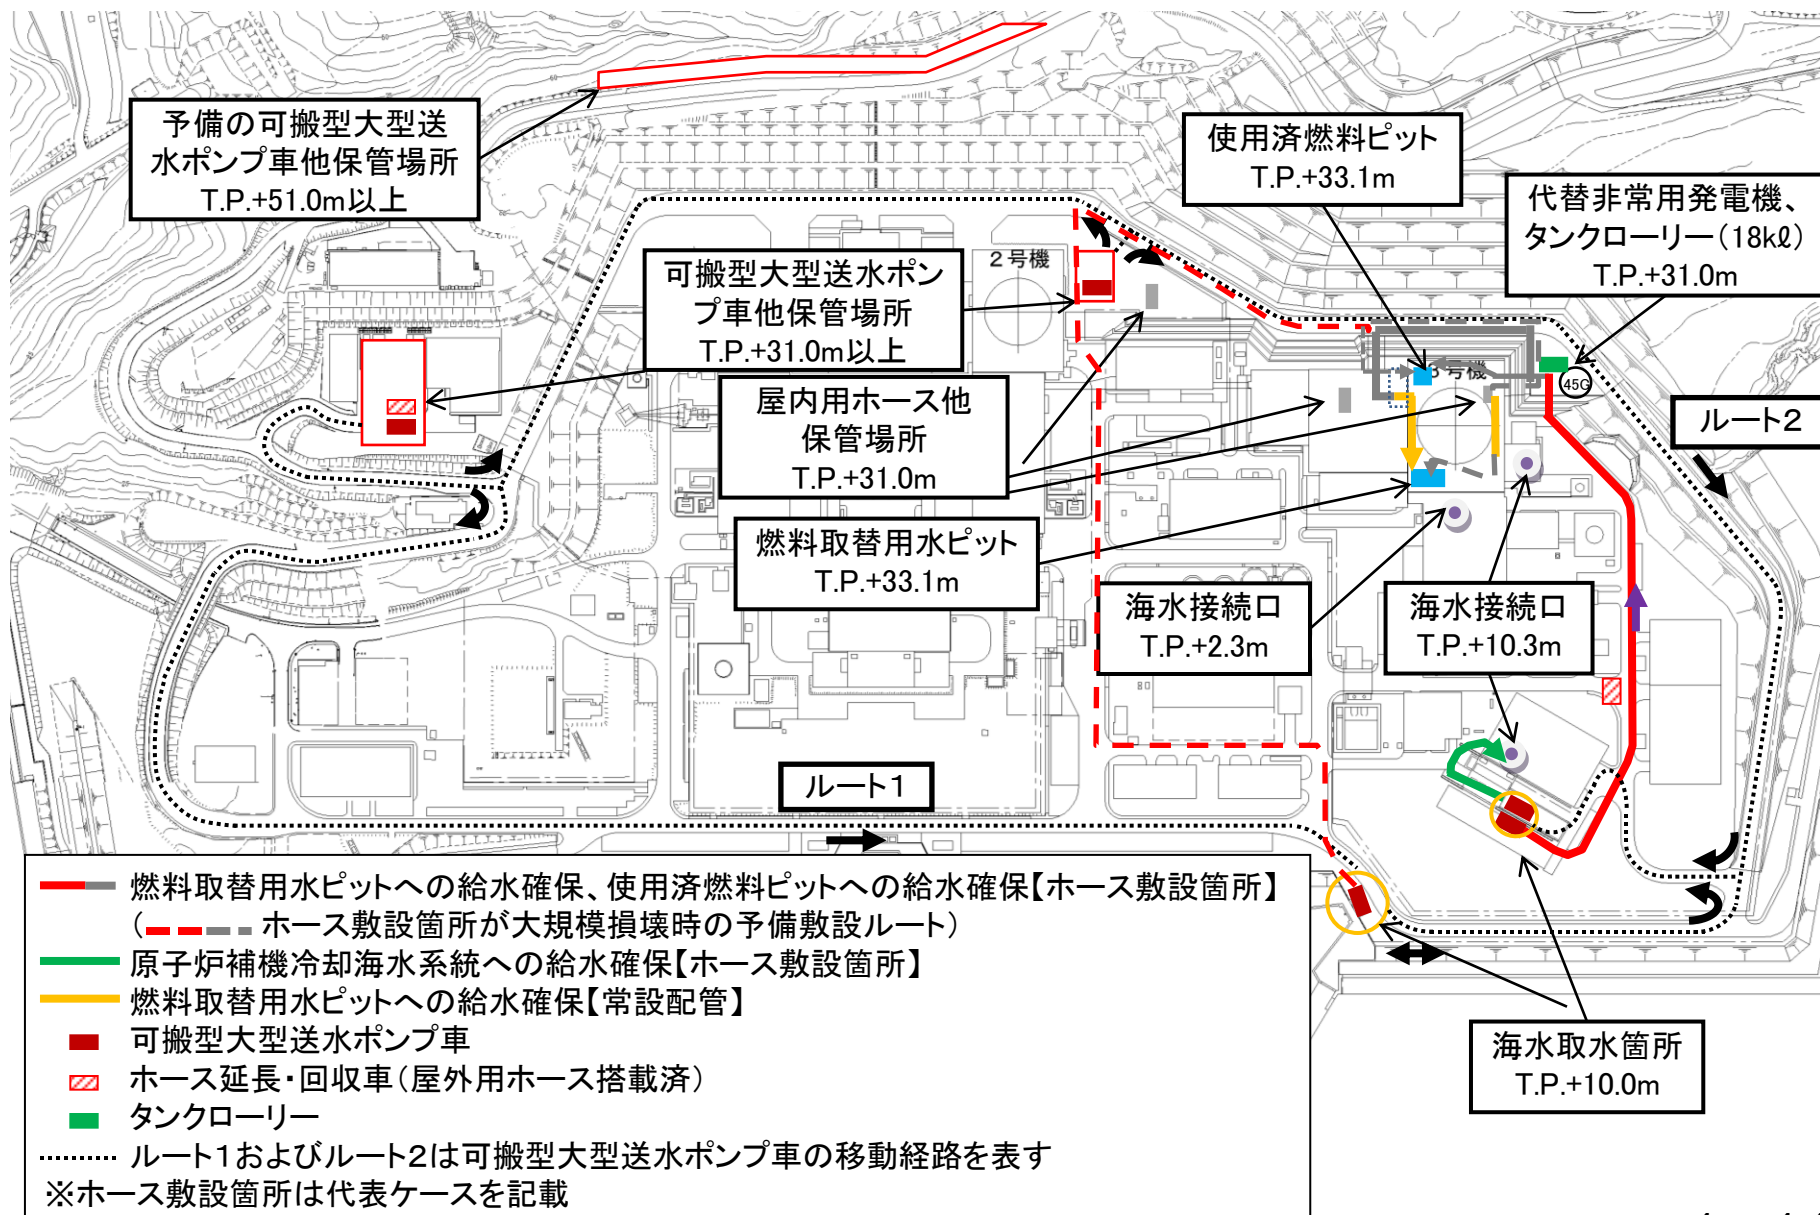 予備の可搬型大型送
水ポンプ車他保管場所
T.P.+51.0m以上
使用済燃料ピット
T.P.+33.1m
代替非常用発電機、
タンクローリー(18kℓ)
T.P.+31.0m
2号機
可搬型大型送水ポン
プ車他保管場所
T.P.+31.0m以上
3号機
45G
屋内用ホース他
保管場所
T.P.+31.0m
ルート2
燃料取替用水ピット
T.P.+33.1m
海水接続口
T.P.+2.3m
海水接続口
T.P.+10.3m
ルート1
海水取水箇所
T.P.+10.0m
燃料取替用水ピットへの給水確保、使用済燃料ピットへの給水確保【ホース敷設箇所】
(ホース敷設箇所が大規模損壊時の予備敷設ルート)
原子炉補機冷却海水系統への給水確保【ホース敷設箇所】
燃料取替用水ピットへの給水確保【常設配管】
可搬型大型送水ポンプ車
ホース延長・回収車(屋外用ホース搭載済)
タンクローリー
ルート1およびルート2は可搬型大型送水ポンプ車の移動経路を表す
※ホース敷設箇所は代表ケースを記載